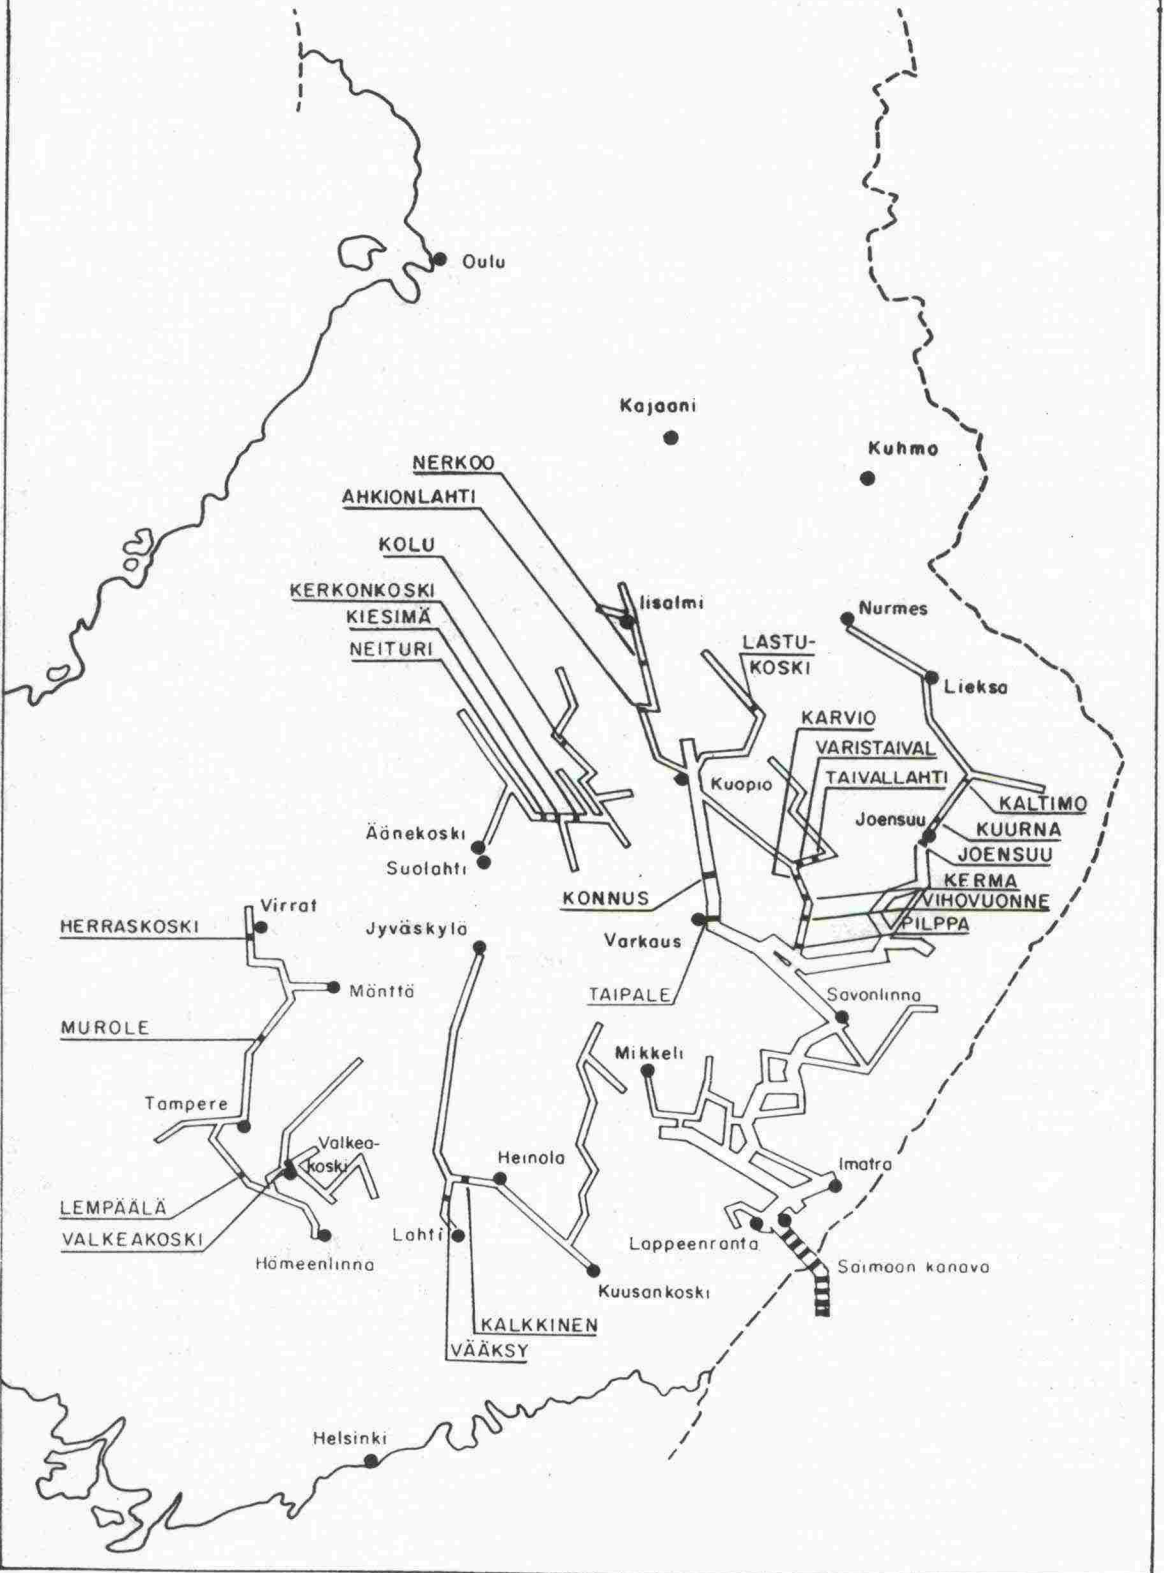 Oulu
Kajaani
Kuhmo
NERKOO
AHKIONLAHTI
KOLU
KERKONKOSKI
KIESIMÄ
NEITURI
Iisalmi
Nurmes
LASTU-
KOSKI
Lieksa
KARVIO
VARISTAIVAL
TAIVALLAHTI
Kuopio
KALTIMO
Joensuu
KUURNA
JOENSUU
Äänekoski
Suolahti
KERMA
KONNUS
VIHOVUONNE
PILPPA
Virrat
HERRASKOSKI
Jyväskylä
Varkaus
Mänttä
TAIPALE
Savonlinna
MUROLE
Mikkeli
Tampere
Valkea-
koski
Heinola
Imatra
LEMPÄÄLÄ
VALKEAKOSKI
Hämeenlinna
Lahti
Lappeenranta
Saimaan kanava
Kuusankoski
KALKKINEN
VÄÄKSY
Helsinki